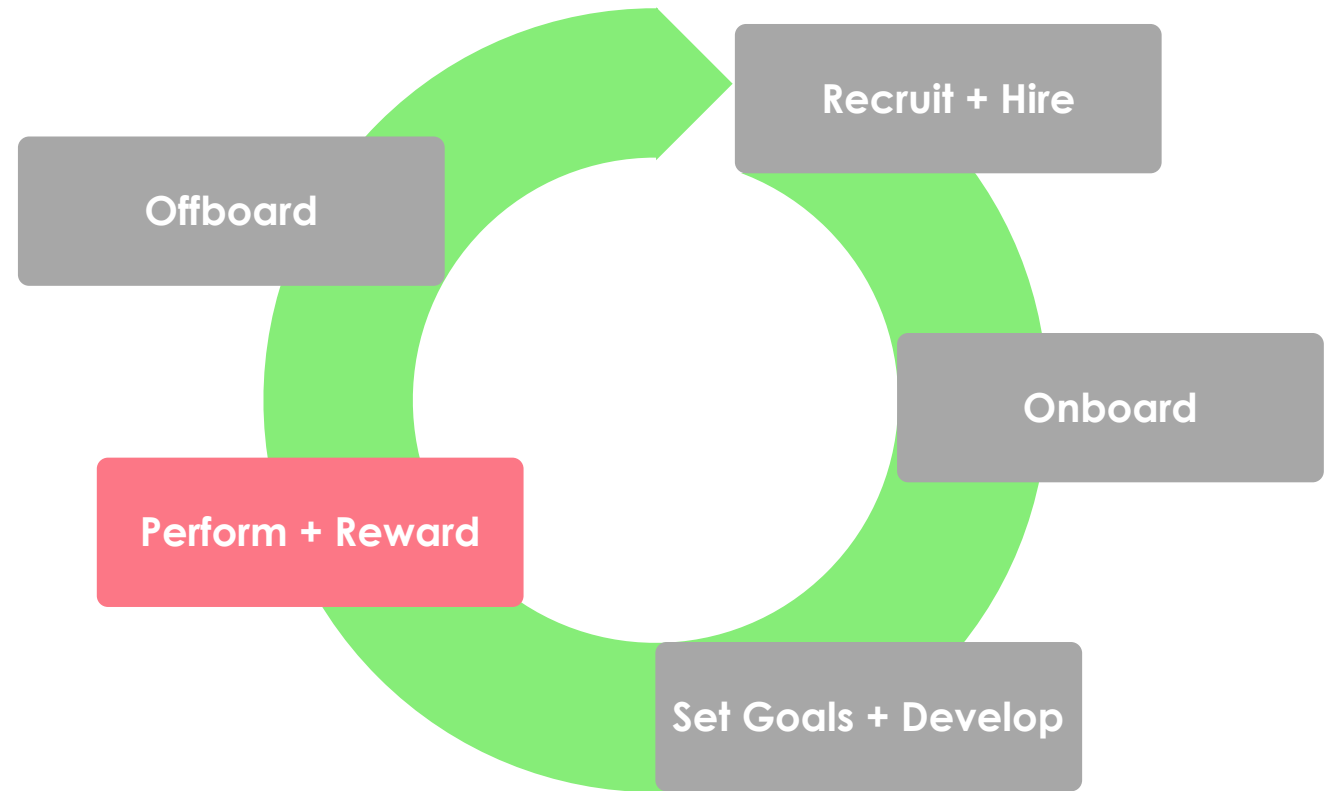 Recruit + Hire
Offboard
Onboard
Perform + Reward
Set Goals + Develop